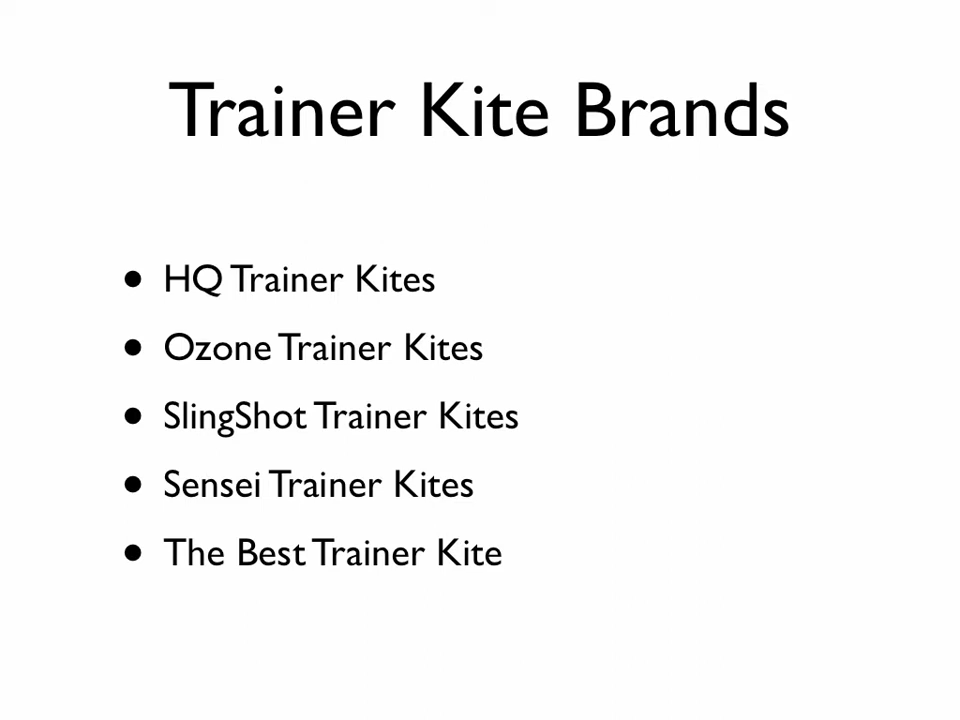 Trainer Kite Brands
• HQ Trainer Kites
• Ozone Trainer Kites
• SlingShot Trainer Kites
• Sensei Trainer Kites
• The Best Trainer Kite